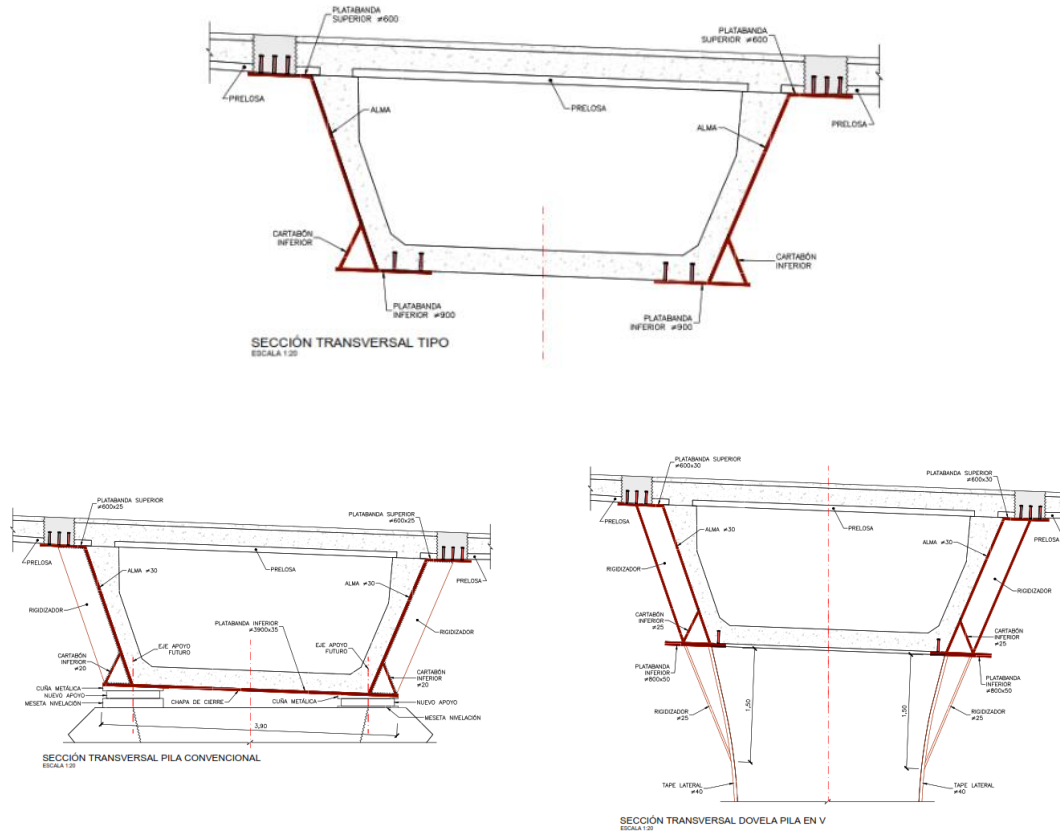 PLATABANDA
SUPERIOR ≠600
PLATABANDA
SUPERIOR ≠600
PRELOSA
ALMA
PRELOSA
ALMA
PRELOSA
CARTABÓN
INFERIOR
CARTABÓN
INFERIOR
PLATABANDA
INFERIOR ≠900
PLATABANDA
INFERIOR ≠900
SECCIÓN TRANSVERSAL TIPO
ESCALA 1:20
PLATABANDA SUPERIOR
≠600x25
PLATABANDA SUPERIOR
≠600x25
PRELOSA
PRELOSA
PRELOSA
ALMA ≠30
ALMA ≠30
RIGIDIZADOR
PLATABANDA INFERIOR
≠3900x35
RIGIDIZADOR
EJE APOYO
FUTURO
EJE APOYO
FUTURO
CARTABÓN
INFERIOR
≠20
CARTABÓN
INFERIOR
≠20
CUÑA METÁLICA
NUEVO APOYO
MESETA NIVELACIÓN
CHAPA DE CIERRE
CUÑA METÁLICA
NUEVO APOYO
MESETA NIVELACIÓN
3,90
SECCIÓN TRANSVERSAL PILA CONVENCIONAL
ESCALA 1:20
PLATABANDA SUPERIOR
≠600x30
PLATABANDA SUPERIOR
≠600x30
PRELOSA
PRELOSA
PRELOSA
ALMA ≠30
ALMA ≠30
RIGIDIZADOR
RIGIDIZADOR
CARTABÓN
INFERIOR
≠25
CARTABÓN
INFERIOR
≠25
PLATABANDA
INFERIOR
≠800x50
PLATABANDA
INFERIOR
≠800x50
RIGIDIZADOR
≠25
1,50
1,50
RIGIDIZADOR
≠25
TAPE LATERAL
≠40
TAPE LATERAL
≠40
SECCIÓN TRANSVERSAL DOVELA PILA EN V
ESCALA 1:20